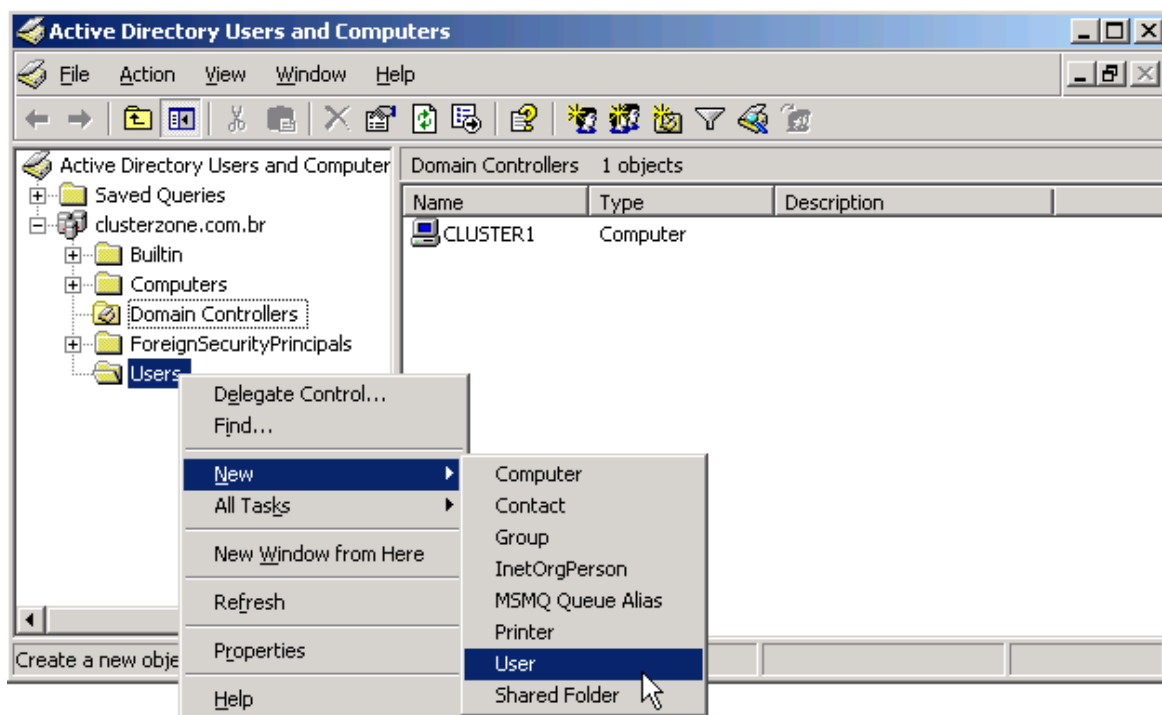 Active Directory Users and Computers
File Action View Window Help
Active Directory Users and Computer
Saved Queries
clusterzone.com.br
Builtin
Computers
Domain Controllers
ForeignSecurityPrincipals
Users
Domain Controllers 1 objects
Name Type Description
CLUSTER1 Computer
Delegate Control...
Find...
New
All Tasks
New Window from Here
Refresh
Properties
Help
Computer
Contact
Group
InetOrgPerson
MSMQ Queue Alias
Printer
User
Shared Folder
Create a new obje